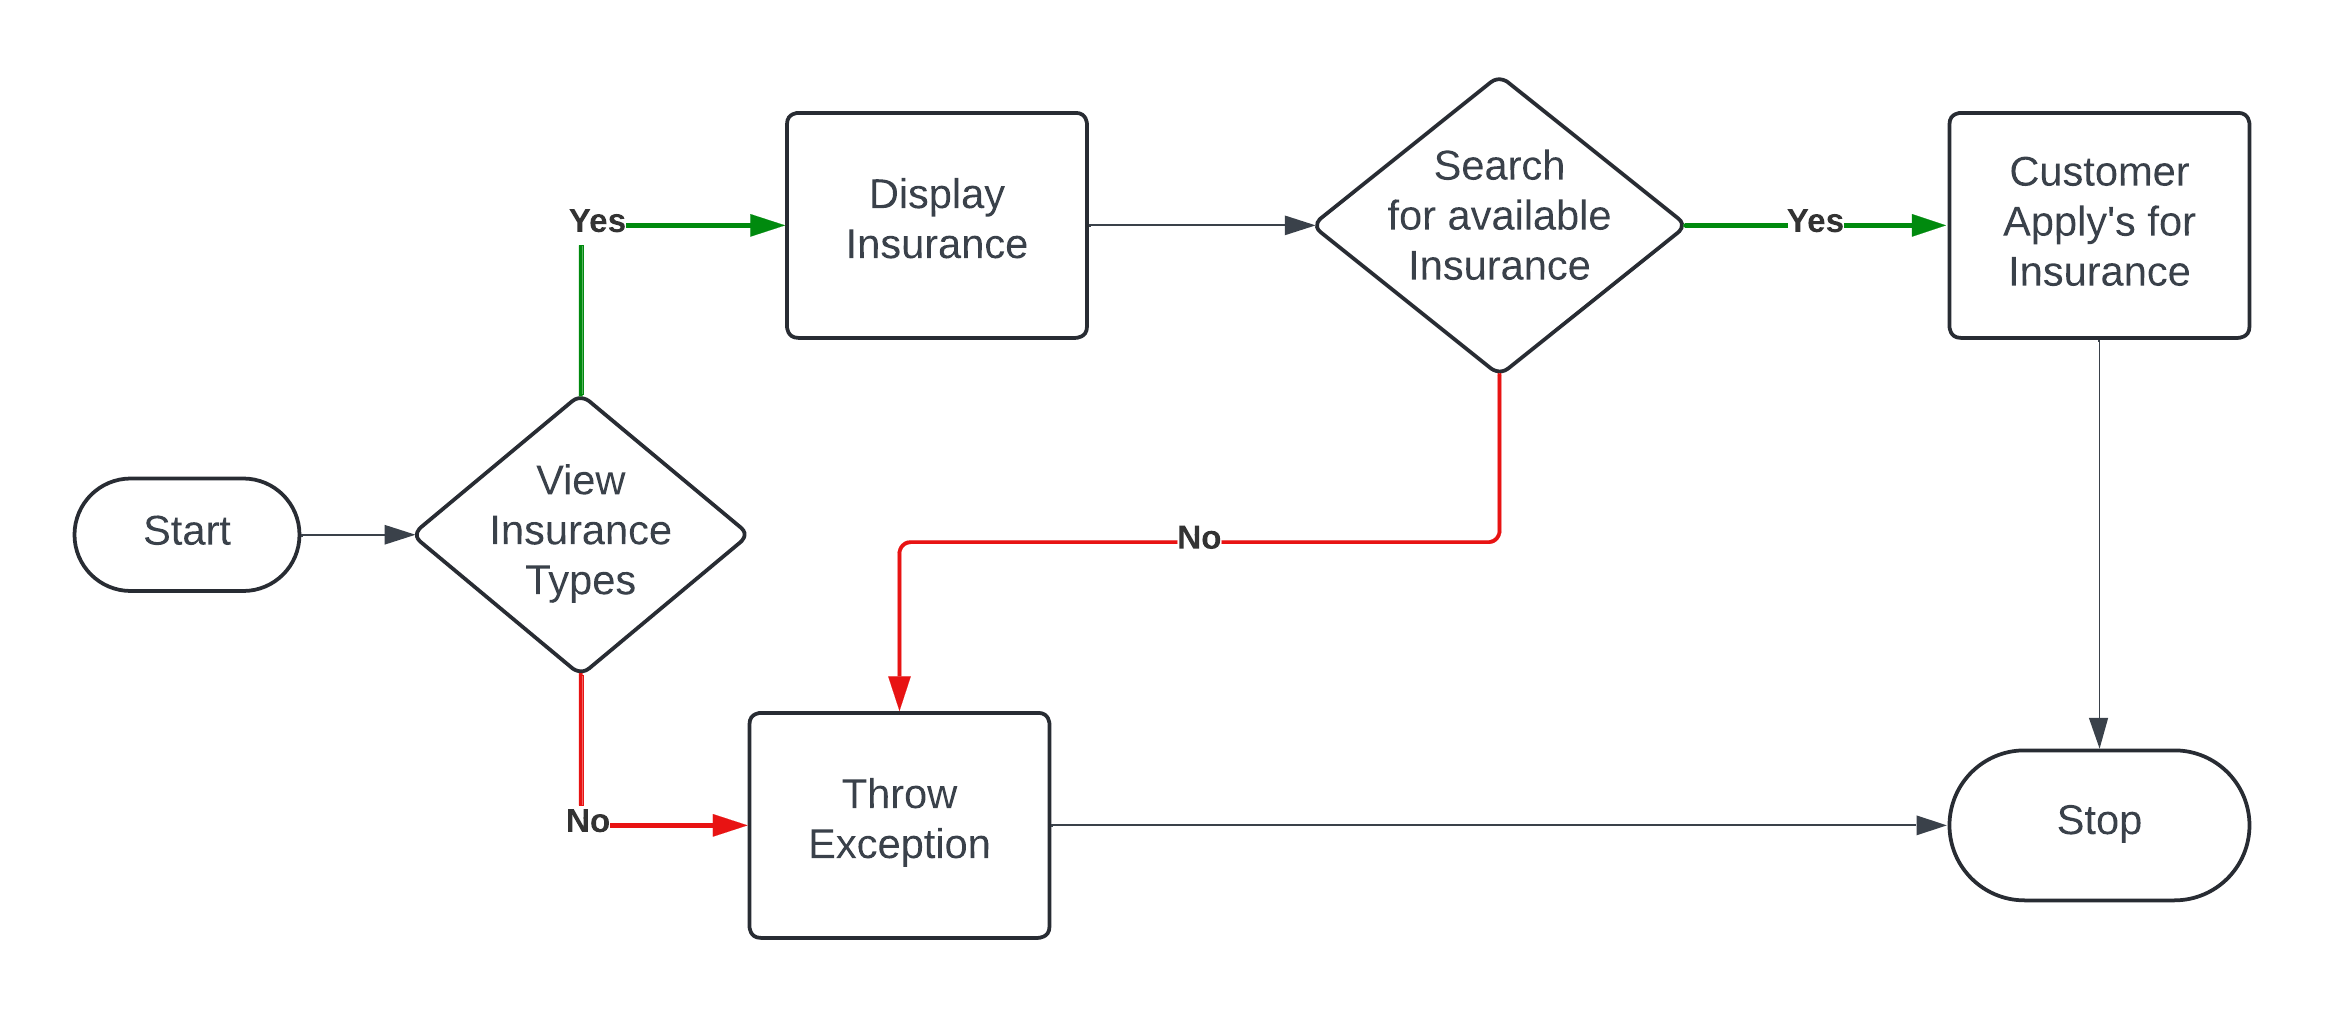 Start
View
Insurance
Types
Yes
Display
Insurance
Search
for available
Insurance
Yes
Customer
Apply's for
Insurance
No
No
Throw
Exception
Stop